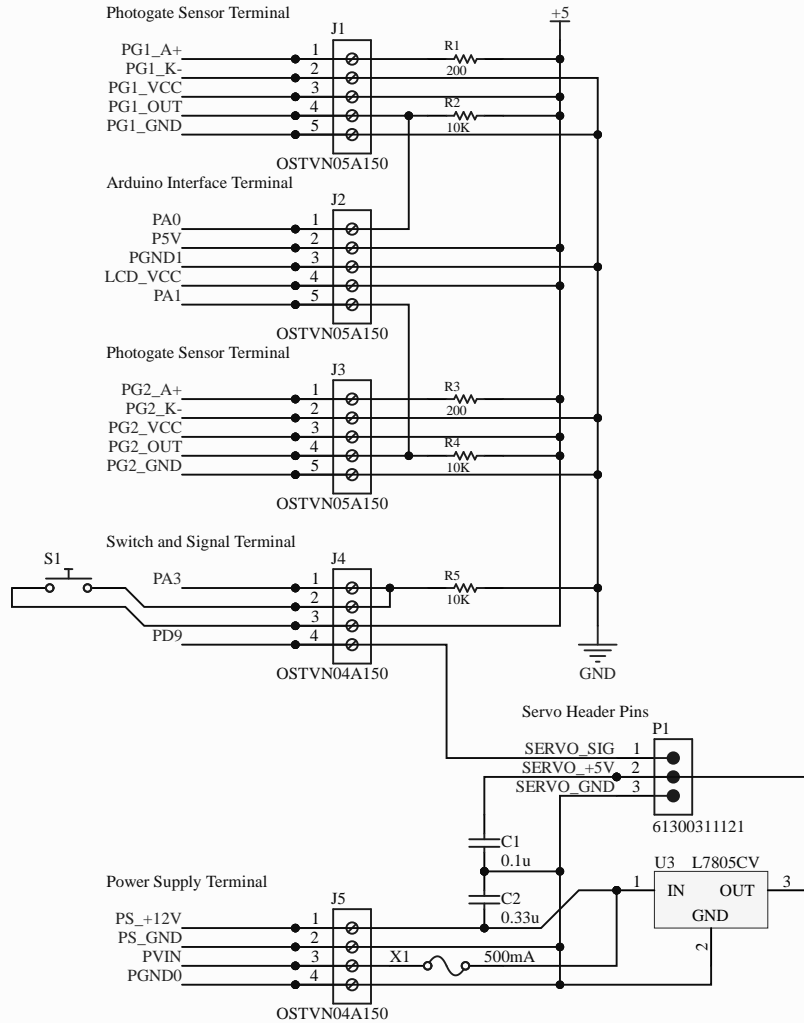 Photogate Sensor Terminal
+5
J1
PG1_A+ 1 R1
PG1_K- 2 200
PG1_VCC 3
PG1_OUT 4 R2
PG1_GND 5 10K
OSTVN05A150
Arduino Interface Terminal
J2
PA0 1
P5V 2
PGND1 3
LCD_VCC 4
PA1 5
OSTVN05A150
Photogate Sensor Terminal
J3
PG2_A+ 1 R3
PG2_K- 2 200
PG2_VCC 3
PG2_OUT 4 R4
PG2_GND 5 10K
OSTVN05A150
Switch and Signal Terminal
S1 J4
PA3 1 R5
2 10K
3
PD9 4
OSTVN04A150
GND
Servo Header Pins
P1
SERVO_SIG 1
SERVO_+5V 2
SERVO_GND 3
61300311121
C1
0.1u
U3 L7805CV
1 IN OUT 3
GND
2
C2
0.33u
Power Supply Terminal
J5
PS_+12V 1
PS_GND 2
PVIN 3 X1 500mA
PGND0 4
OSTVN04A150